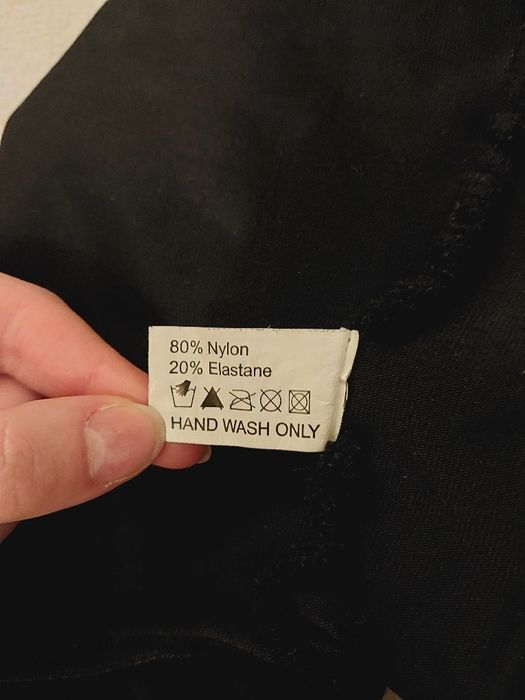 80% Nylon
20% Elastane
HAND WASH ONLY